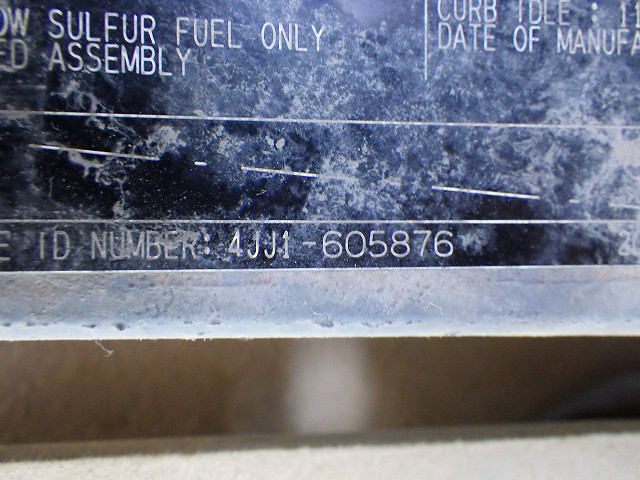 OW SULFUR FUEL ONLY
ED ASSEMBLY
CURB IDLE : 11
DATE OF MANUFA
E ID NUMBER: 4JJ1-605876